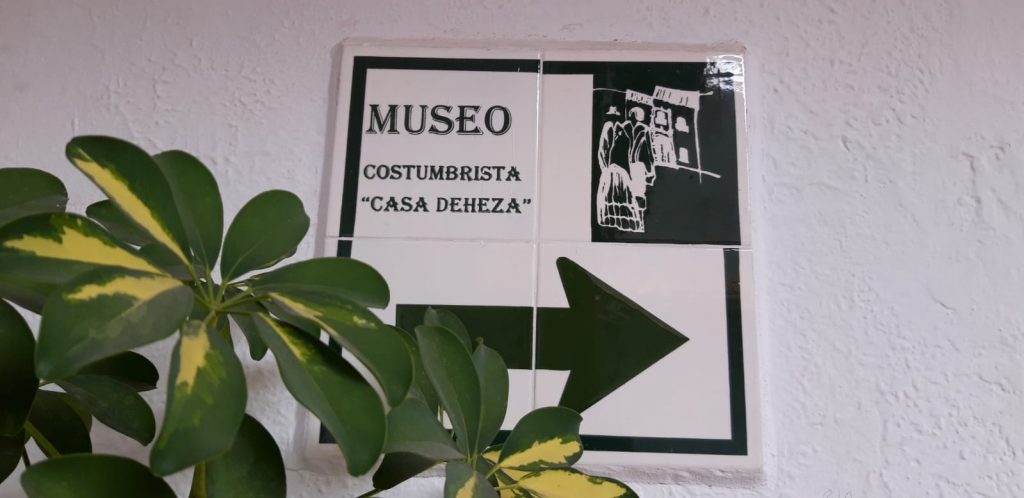 MUSEO
COSTUMBRISTA
“CASA DEHEZA”